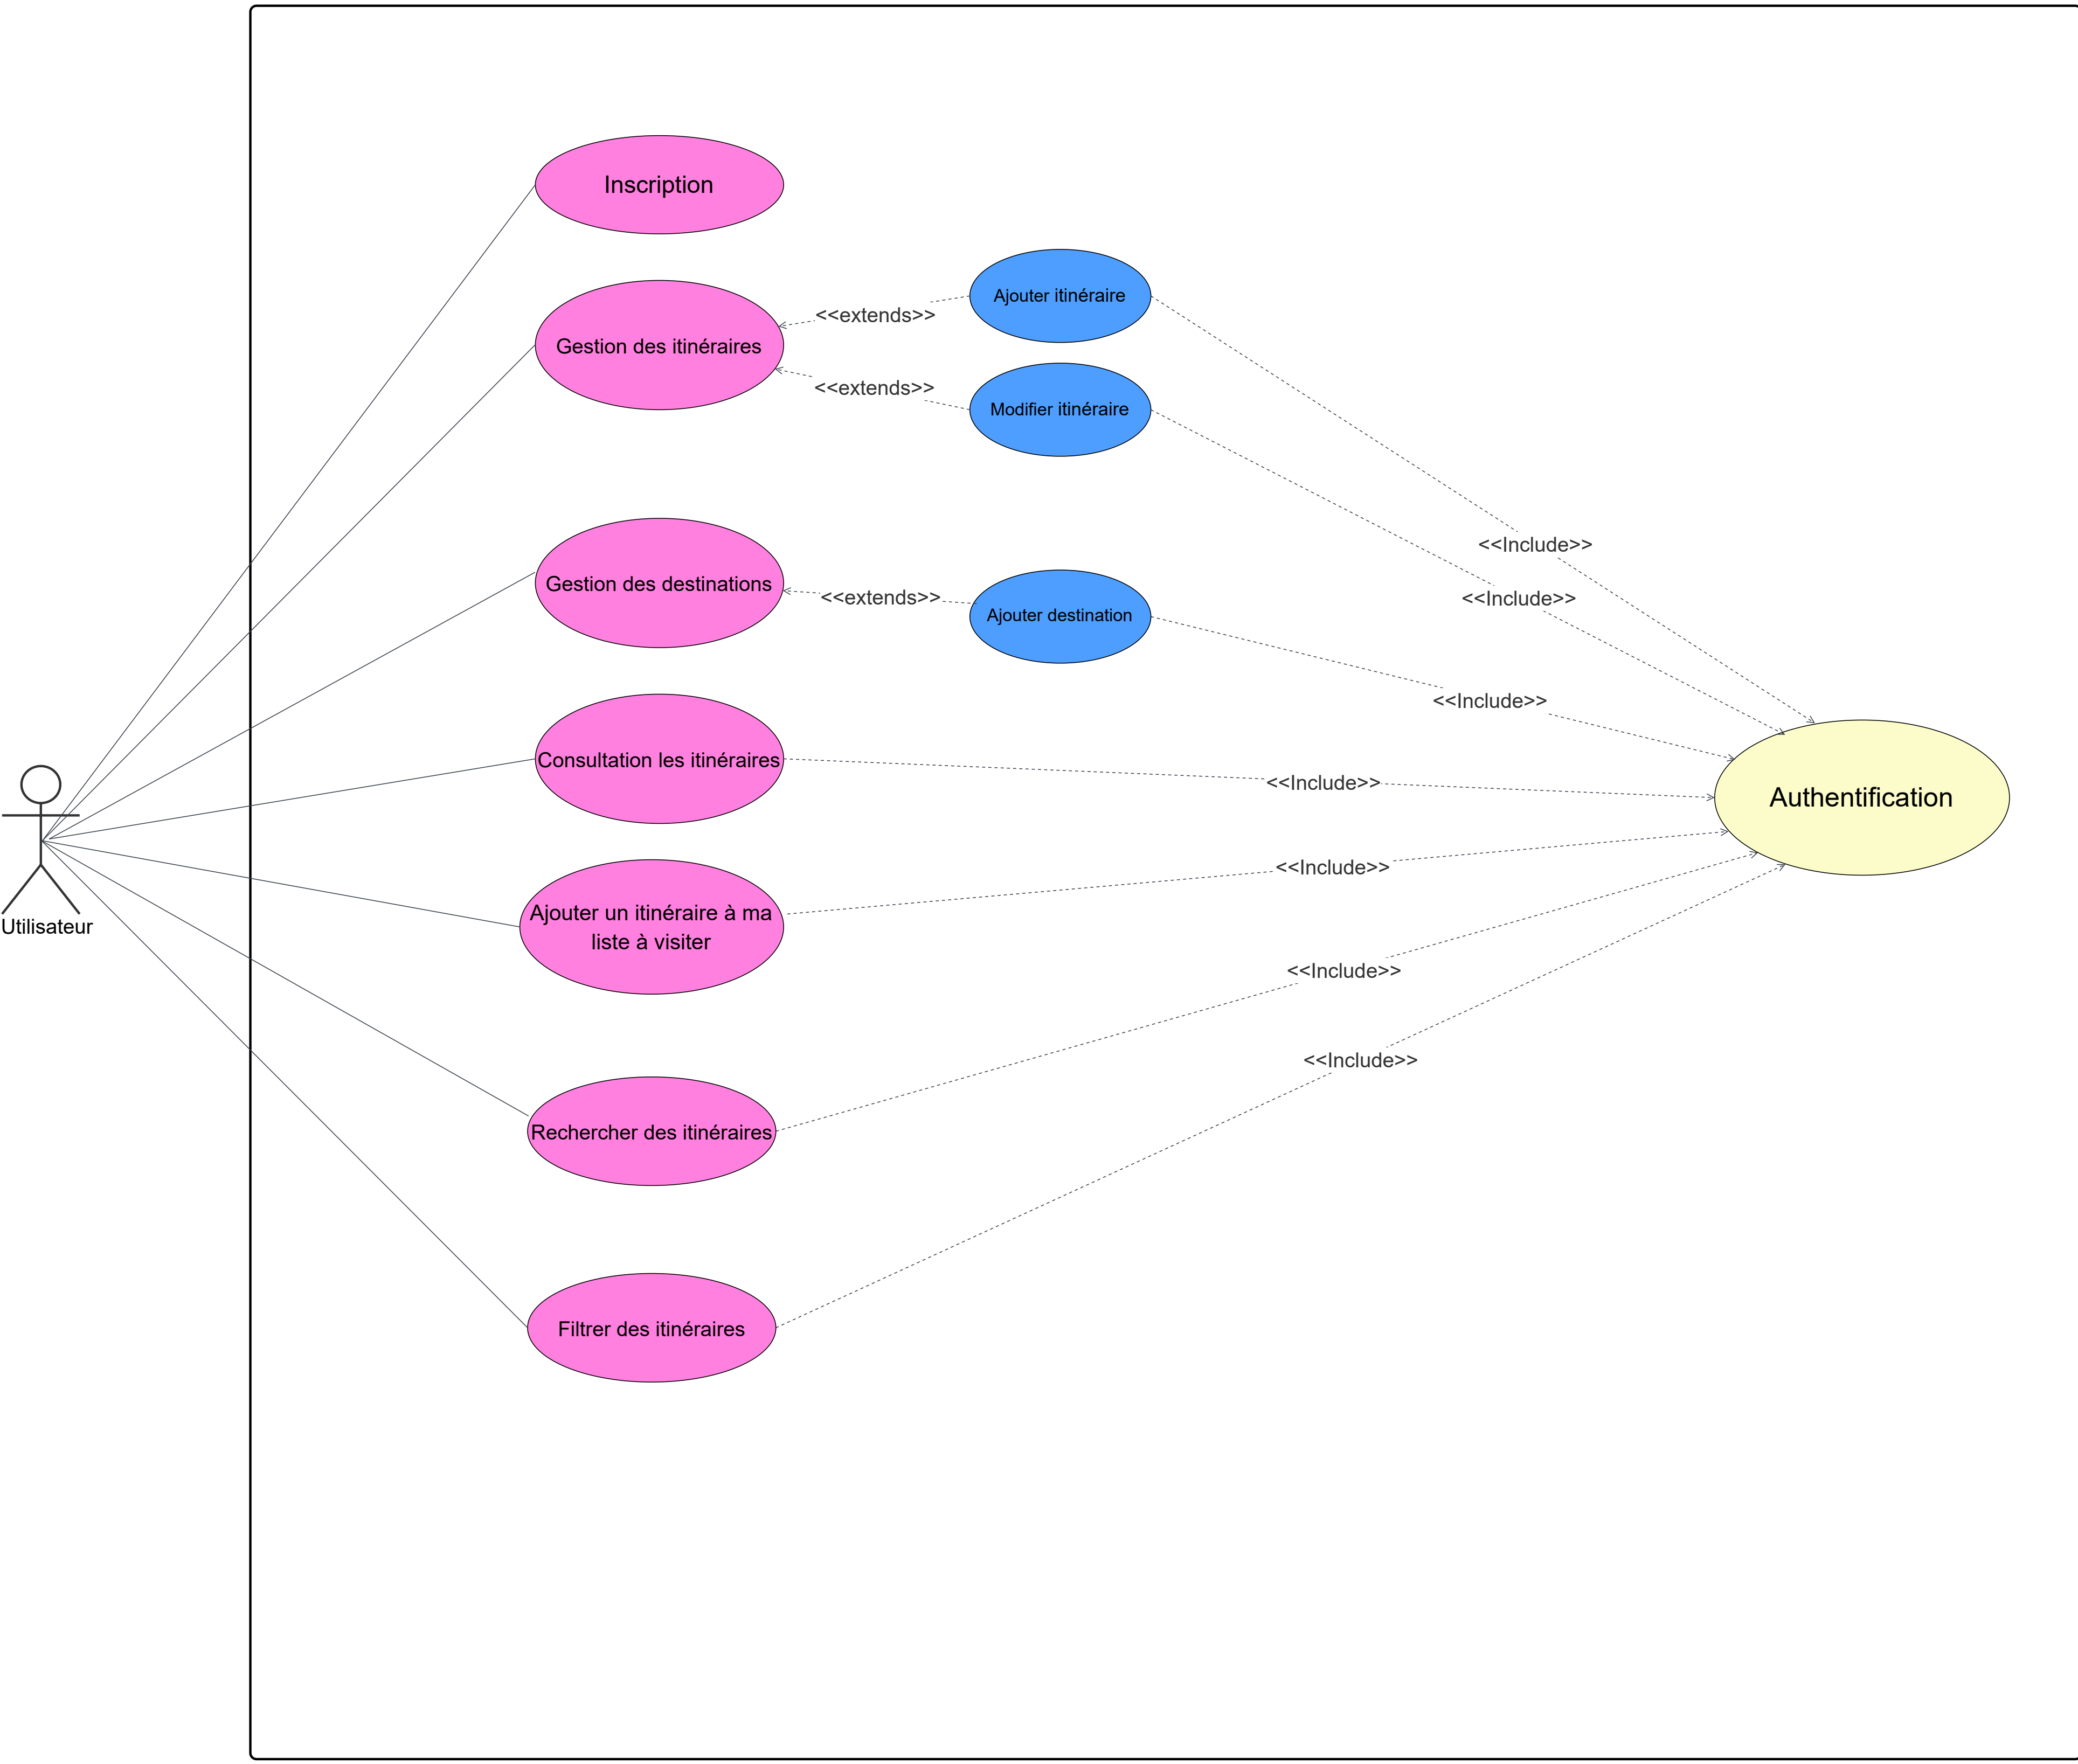 Inscription
Ajouter itinéraire
<<extends>>
Gestion des itinéraires
<<extends>>
Modifier itinéraire
<<Include>>
Gestion des destinations
<<extends>>
<<Include>>
Ajouter destination
<<Include>>
Consultation les itinéraires
<<Include>>
Authentification
<<Include>>
Utilisateur
Ajouter un itinéraire à ma
liste à visiter
<<Include>>
<<Include>>
Rechercher des itinéraires
Filtrer des itinéraires